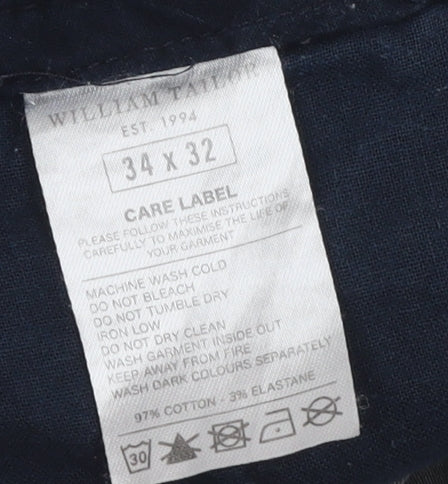 WILLIAM TAILOR
EST. 1994
34 X 32
CARE LABEL
PLEASE FOLLOW THESE INSTRUCTIONS
CAREFULLY TO MAXIMISE THE LIFE OF
YOUR GARMENT
MACHINE WASH COLD
DO NOT BLEACH
DO NOT TUMBLE DRY
IRON LOW
DO NOT DRY CLEAN
WASH GARMENT INSIDE OUT
KEEP AWAY FROM FIRE
WASH DARK COLOURS SEPARATELY
97% COTTON - 3% ELASTANE
30